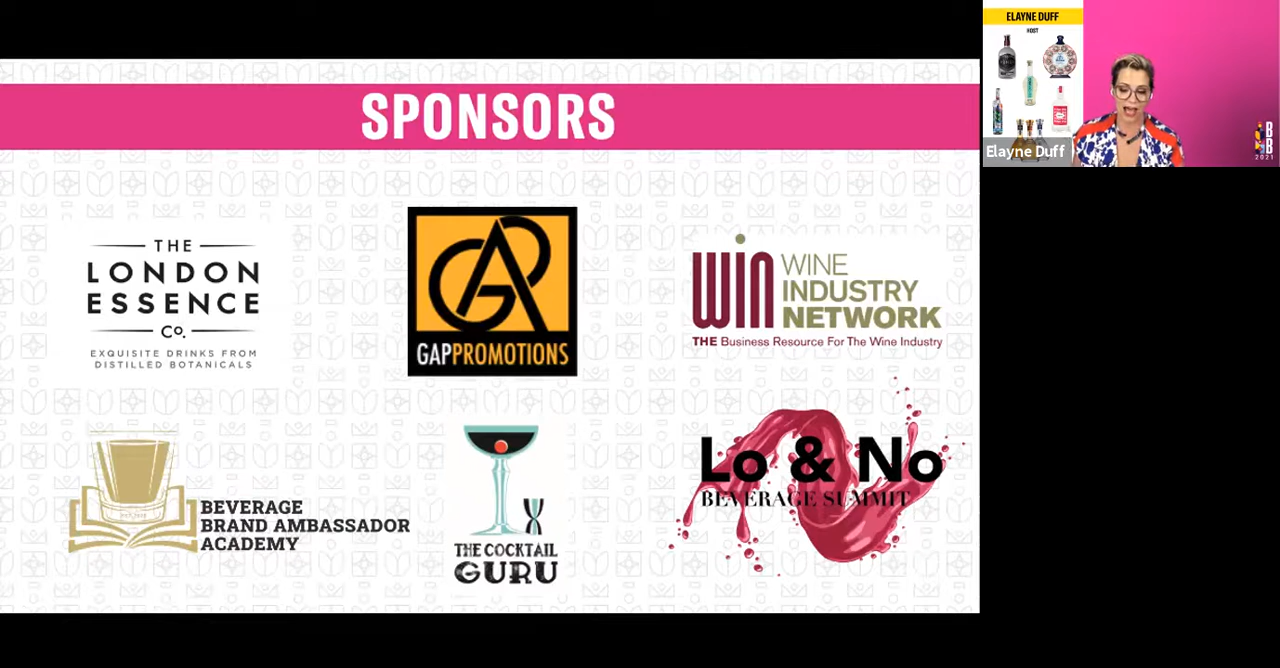 SPONSORS
THE
LONDON
ESSENCE
Co.
EXQUISITE DRINKS FROM
DISTILLED BOTANICALS
GAPPROMOTIONS
WIN WINE
INDUSTRY
NETWORK
THE Business Resource For The Wine Industry
BEVERAGE
BRAND AMBASSADOR
ACADEMY
THE COCKTAIL
GURU
Lo & No
BEVERAGE SUMMIT
ELAYNE DUFF
HOST
Elayne Duff
BB
2021